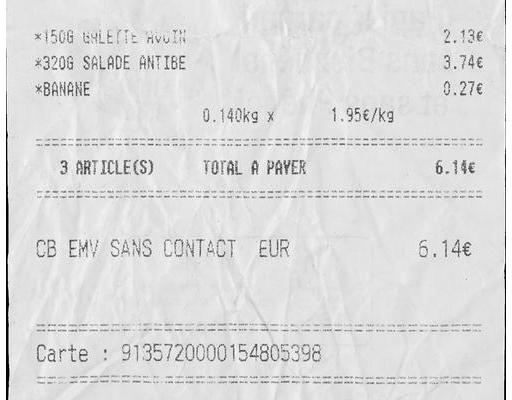 *150G GALETTE AVOIN 2.13€
*320G SALADE ANTIBE 3.74€
*BANANE 0.27€
0.140kg x 1.95€/kg
3 ARTICLE(S) TOTAL A PAYER 6.14€
CB EMV SANS CONTACT EUR 6.14€
Carte : 9135720000154805398